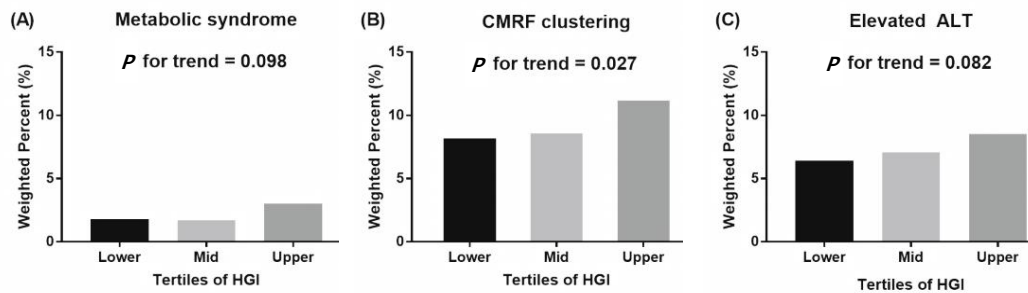 (A)
Metabolic syndrome
P for trend = 0.098
Weighted Percent (%)
15
10
5
0
Lower Mid Upper
Tertiles of HGI
(B)
CMRF clustering
P for trend = 0.027
Weighted Percent (%)
15
10
5
0
Lower Mid Upper
Tertiles of HGI
(C)
Elevated ALT
P for trend = 0.082
Weighted Percent (%)
15
10
5
0
Lower Mid Upper
Tertiles of HGI